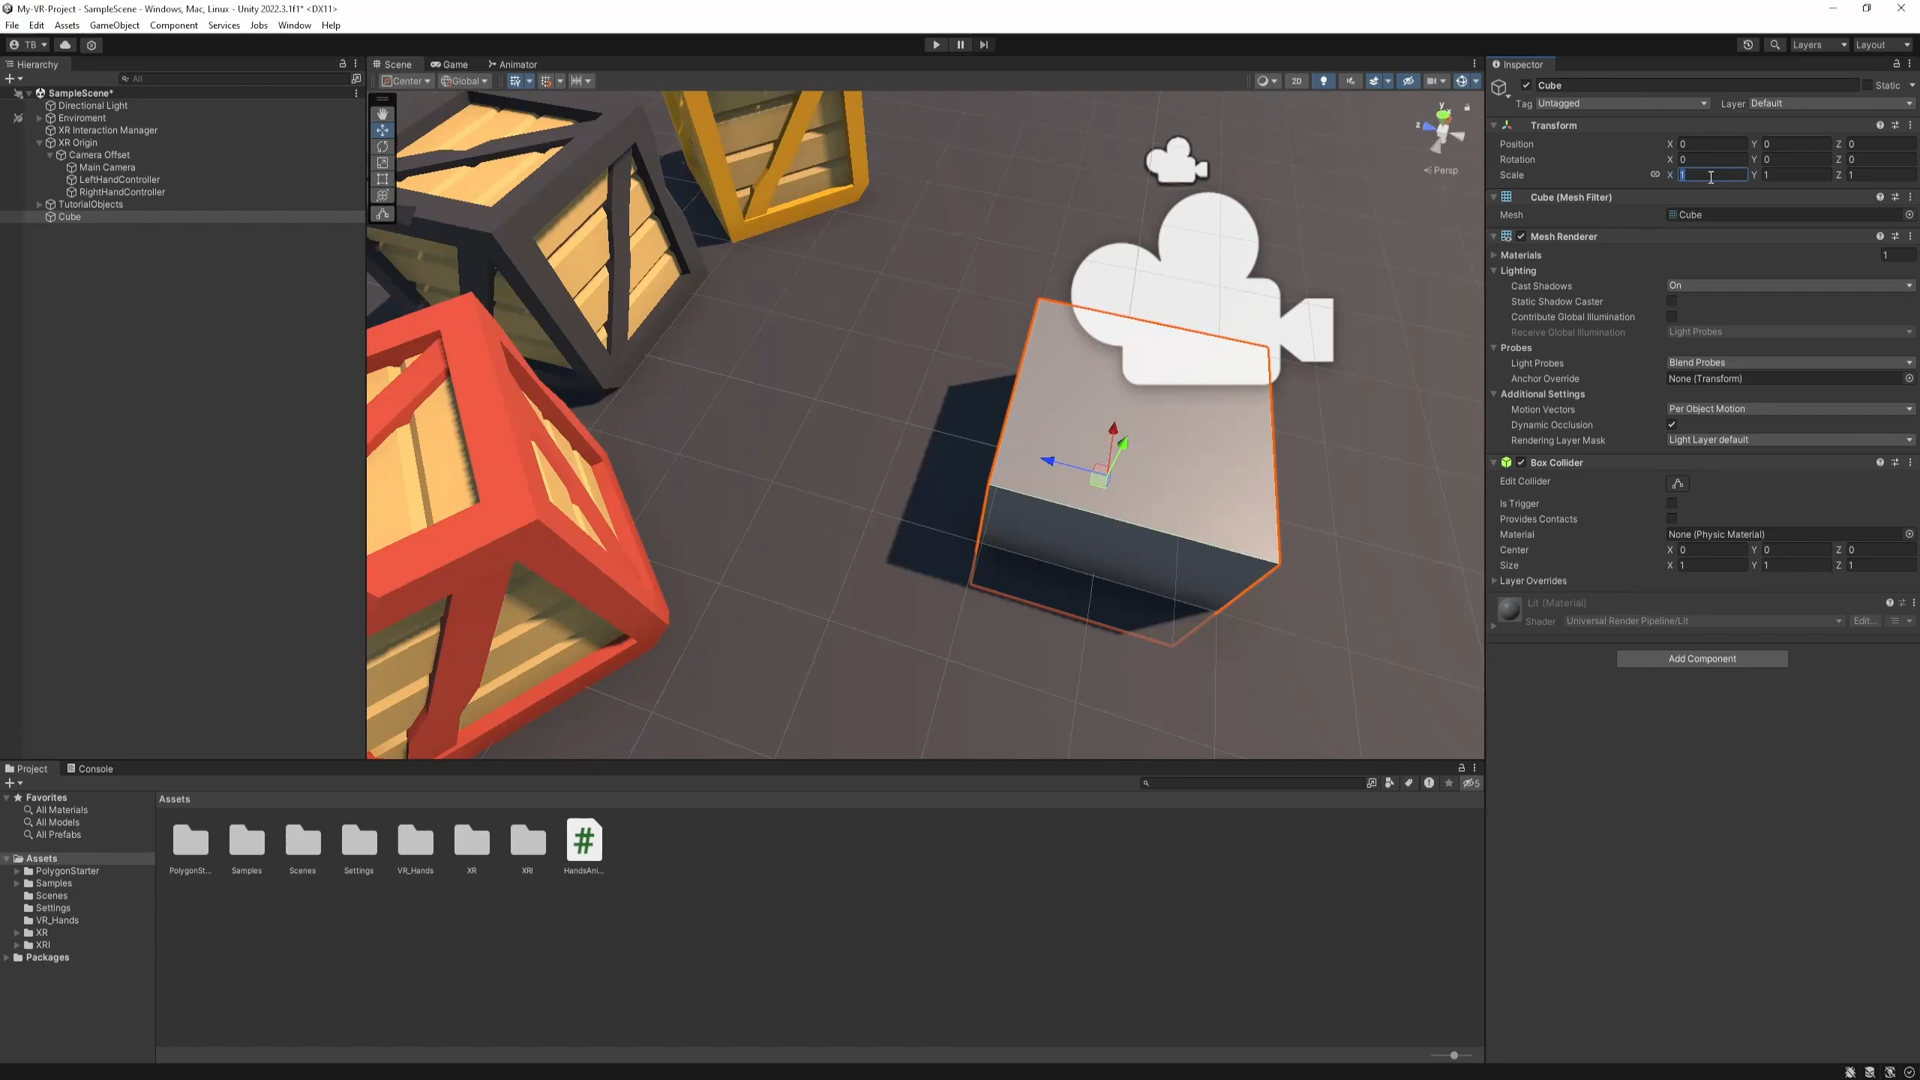 My-VR-Project - SampleScene - Windows, Mac, Linux - Unity 2022.3.1f1* <DX11>
File Edit Assets GameObject Component Services Jobs Window Help
TB Layers Layout
Hierarchy Scene Game Animator Inspector
All Center Global 2D Cube Static
Tag Untagged Layer Default
SampleScene*
Directional Light
Enviroment
XR Interaction Manager
XR Origin
Camera Offset
Main Camera
LeftHandController
RightHandController
TutorialObjects
Cube
y
z
Persp
Transform
Position X 0 Y 0 Z 0
Rotation X 0 Y 0 Z 0
Scale X 1 Y 1 Z 1
Cube (Mesh Filter)
Mesh Cube
Mesh Renderer
Materials 1
Lighting
Cast Shadows On
Static Shadow Caster
Contribute Global Illumination
Receive Global Illumination Light Probes
Probes
Light Probes Blend Probes
Anchor Override None (Transform)
Additional Settings
Motion Vectors Per Object Motion
Dynamic Occlusion
Rendering Layer Mask Light Layer default
Box Collider
Edit Collider
Is Trigger
Provides Contacts
Material None (Physic Material)
Center X 0 Y 0 Z 0
Size X 1 Y 1 Z 1
Layer Overrides
Lit (Material)
Shader Universal Render Pipeline/Lit Edit...
Add Component
Project Console
5
Favorites
All Materials
All Models
All Prefabs
Assets
PolygonStarter
Samples
Scenes
Settings
VR_Hands
XR
XRI
Packages
Assets
PolygonSt... Samples Scenes Settings VR_Hands XR XRI HandsAni...
#